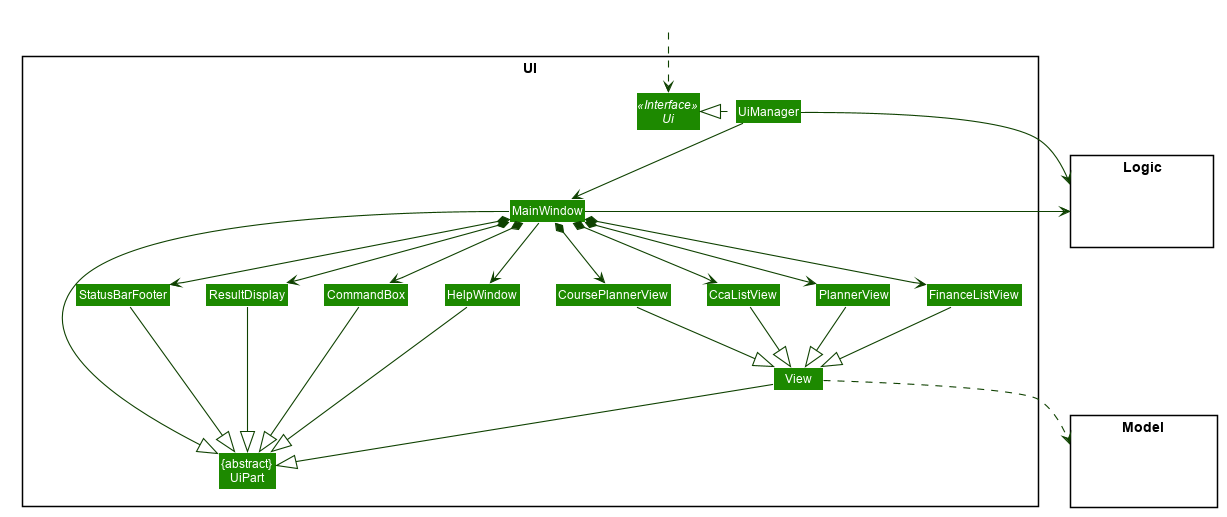 UI
«Interface»
Ui
UiManager
Logic
MainWindow
StatusBarFooter
ResultDisplay
CommandBox
HelpWindow
CoursePlannerView
CcaListView
PlannerView
FinanceListView
View
Model
{abstract}
UiPart